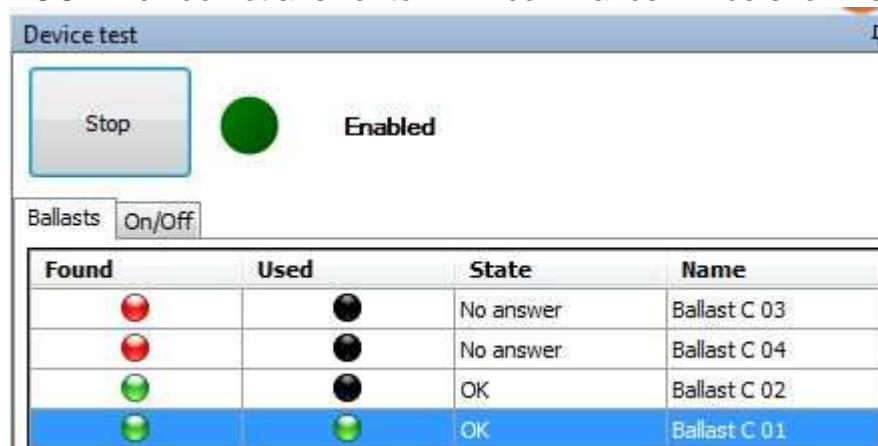 Device test
Stop
Enabled
Ballasts On/Off
Found Used State Name
No answer Ballast C 03
No answer Ballast C 04
OK Ballast C 02
OK Ballast C 01